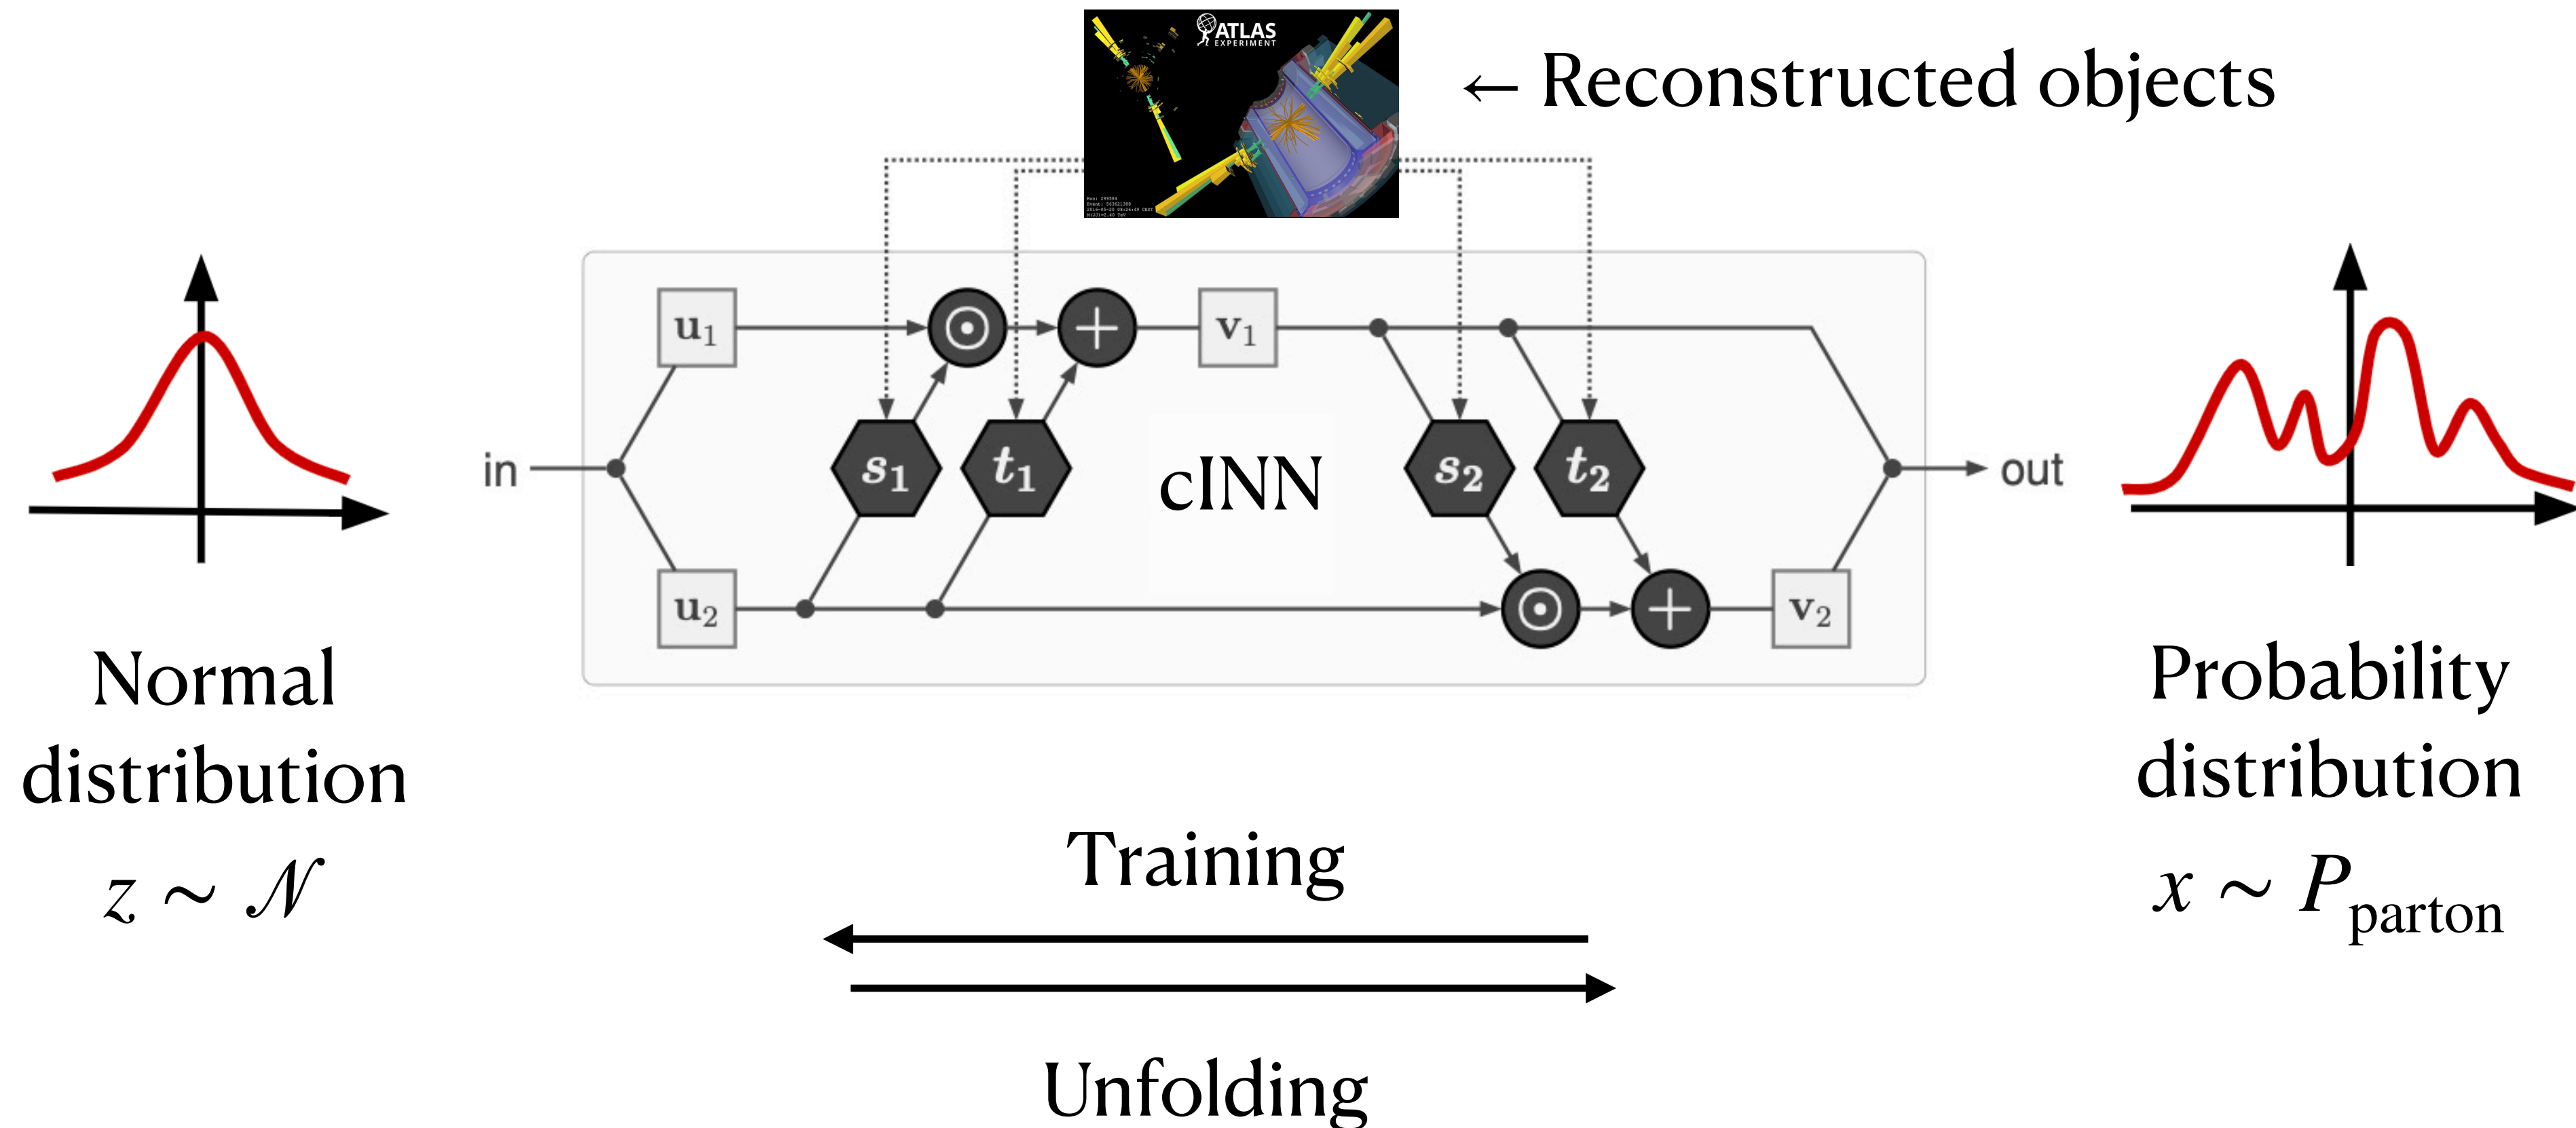 ATLAS
EXPERIMENT
← Reconstructed objects
u₁
⊙
+
v₁
in
s₁
t₁
cINN
s₂
t₂
out
u₂
⊙
+
v₂
Normal
distribution
z ~ 𝒩
Probability
distribution
x ~ P_parton
Training
Unfolding